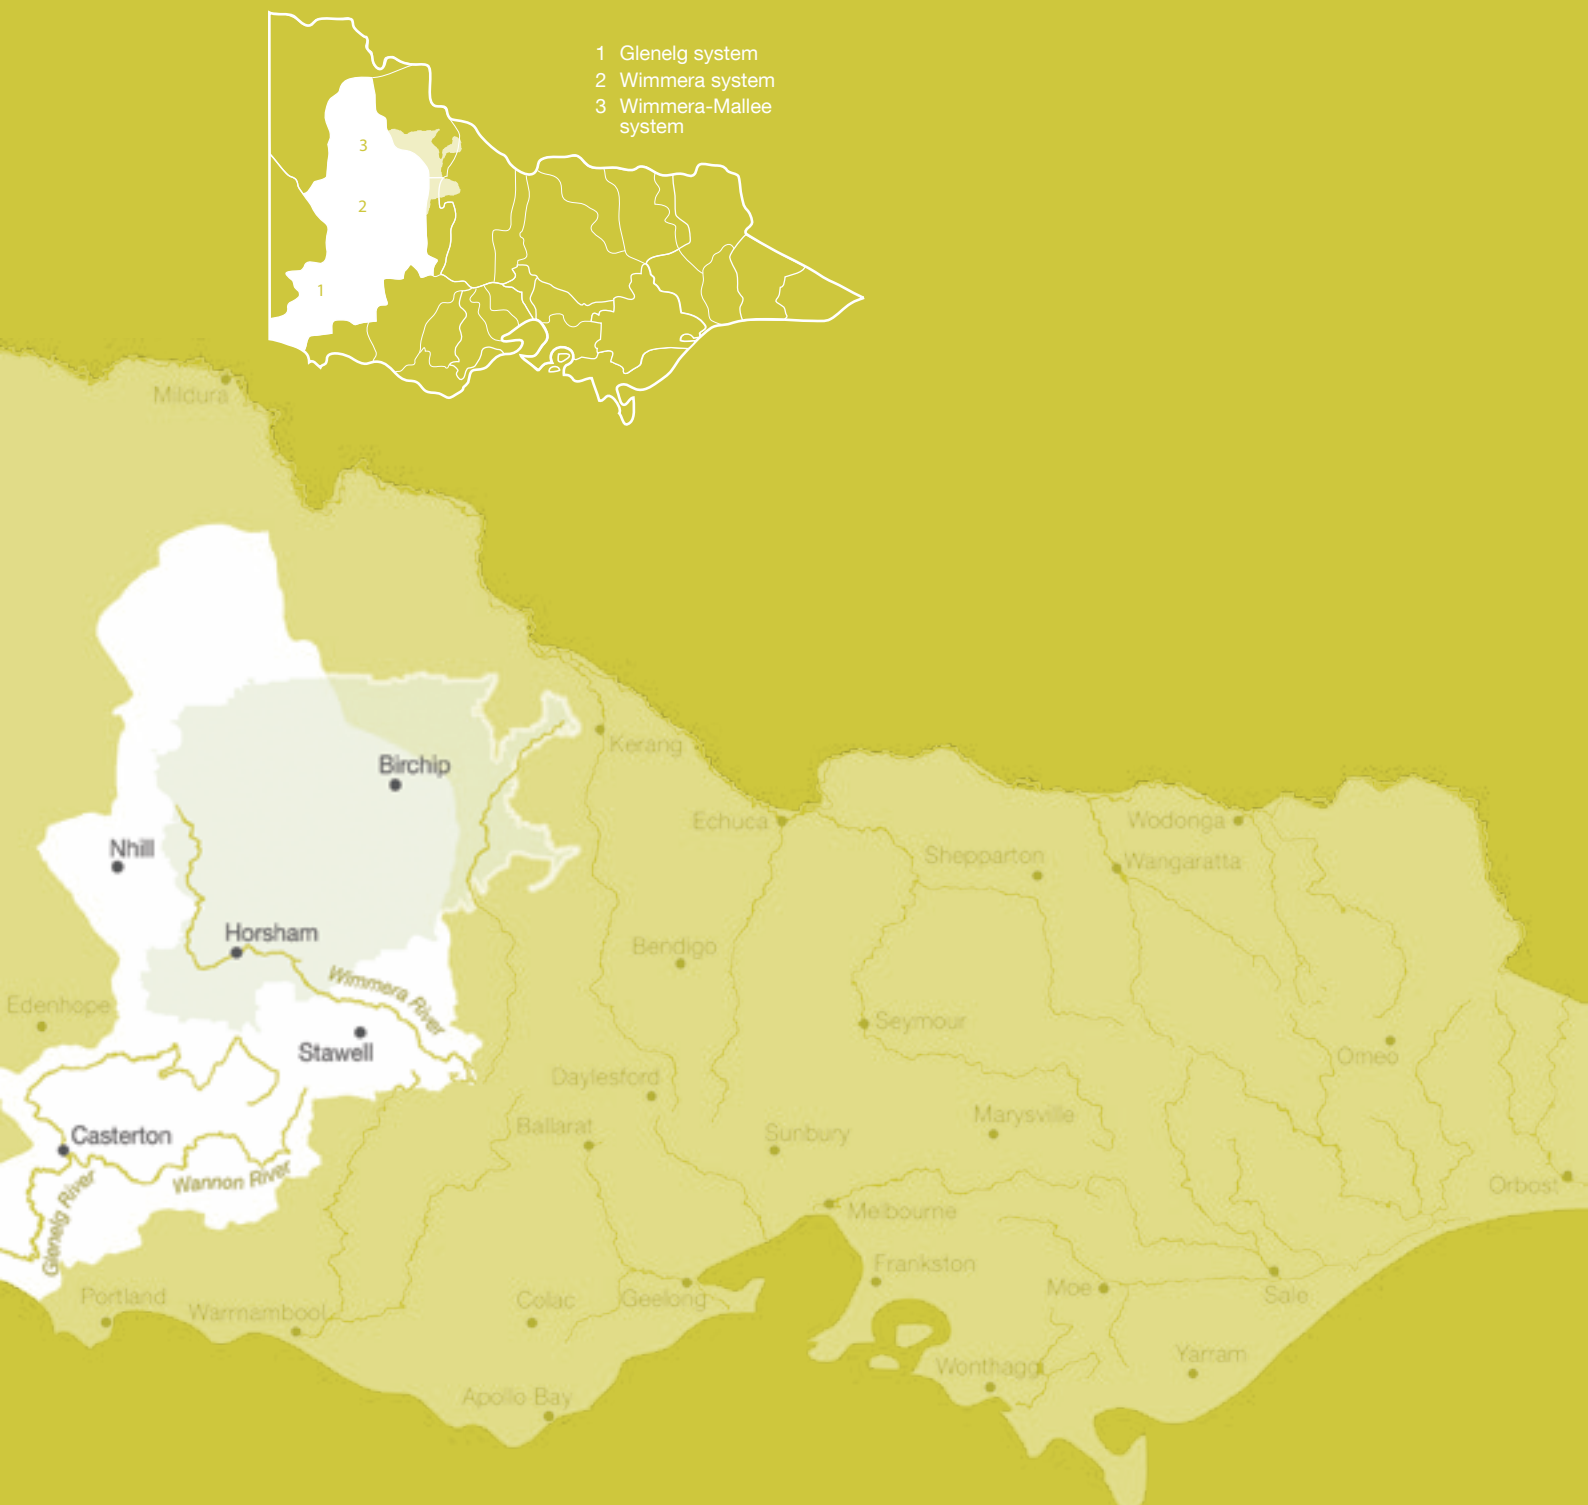 1 Glenelg system
2 Wimmera system
3 Wimmera-Mallee
system
3
2
1
Mildura
Birchip
Kerang
Nhill
Echuca
Wodonga
Shepparton
Wangaratta
Horsham
Bendigo
Wimmera River
Edenhope
Seymour
Stawell
Omeo
Daylesford
Casterton
Ballarat
Sunbury
Marysville
Wannon River
Glenelg River
Orbost
Melbourne
Frankston
Portland
Warrnambool
Colac
Geelong
Moe
Sale
Wonthaggi
Yarram
Apollo Bay